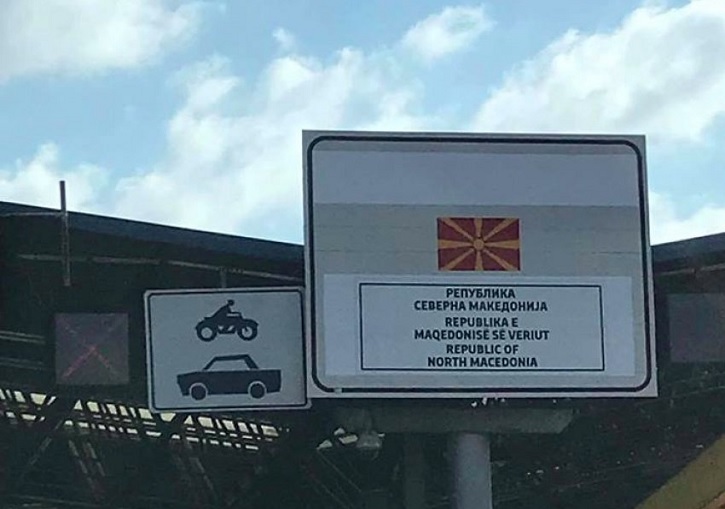 РЕПУБЛИКА
СЕВЕРНА МАКЕДОНИЈА
REPUBLIKA E
MAQEDONISË SË VERIUT
REPUBLIC OF
NORTH MACEDONIA